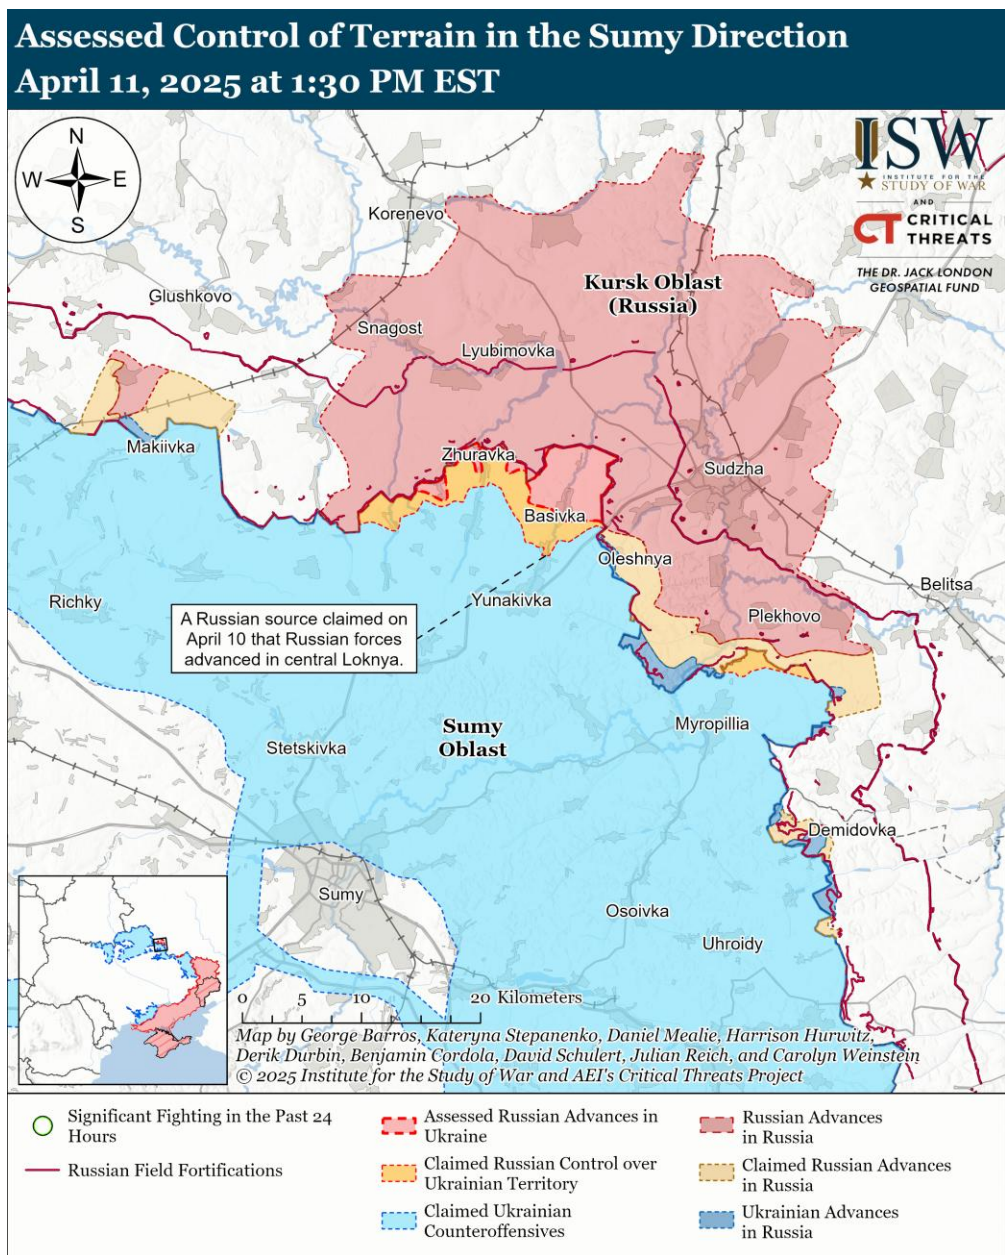 Assessed Control of Terrain in the Sumy Direction
April 11, 2025 at 1:30 PM EST
N
W
E
S
ISW
INSTITUTE FOR THE
STUDY OF WAR
AND
CT CRITICAL
THREATS
THE DR. JACK LONDON
GEOSPATIAL FUND
Korenevo
Kursk Oblast
(Russia)
Glushkovo
Snagost
Lyubimovka
Makiivka
Zhuravka
Sudzha
Basivka
Oleshnya
Belitsa
Richky
Yunakivka
Plekhovo
A Russian source claimed on
April 10 that Russian forces
advanced in central Loknya.
Sumy
Oblast
Myropillia
Stetskivka
Demidovka
Sumy
Osoivka
Uhroidy
0
5
10
20 Kilometers
Map by George Barros, Kateryna Stepanenko, Daniel Mealie, Harrison Hurwitz,
Derik Durbin, Benjamin Cordola, David Schulert, Julian Reich, and Carolyn Weinstein
© 2025 Institute for the Study of War and AEI's Critical Threats Project
Significant Fighting in the Past 24
Hours
Russian Field Fortifications
Assessed Russian Advances in
Ukraine
Claimed Russian Control over
Ukrainian Territory
Claimed Ukrainian
Counteroffensives
Russian Advances
in Russia
Claimed Russian Advances
in Russia
Ukrainian Advances
in Russia